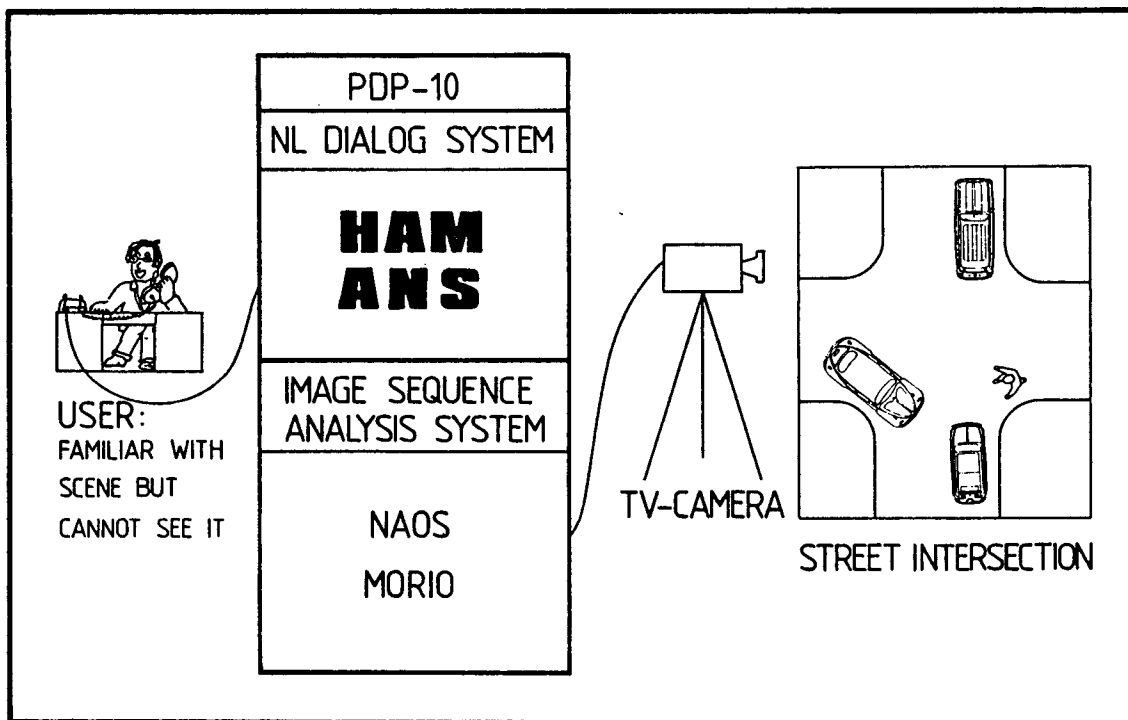 PDP-10
NL DIALOG SYSTEM
HAM
ANS
IMAGE SEQUENCE
ANALYSIS SYSTEM
NAOS
MORIO
USER:
FAMILIAR WITH
SCENE BUT
CANNOT SEE IT
TV-CAMERA
STREET INTERSECTION